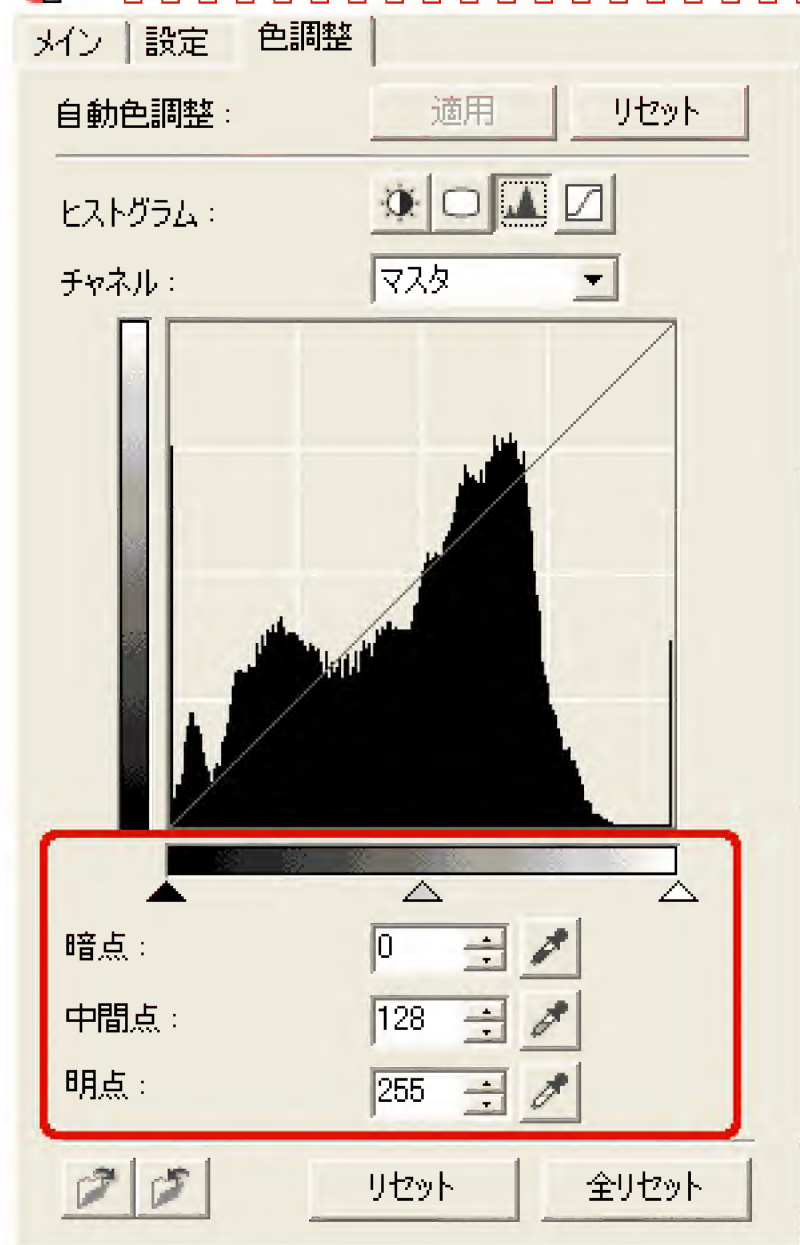 メイン 設定 色調整
自動色調整： 適用 リセット
ヒストグラム：
チャネル： マスタ
暗点： 0
中間点： 128
明点： 255
リセット 全リセット